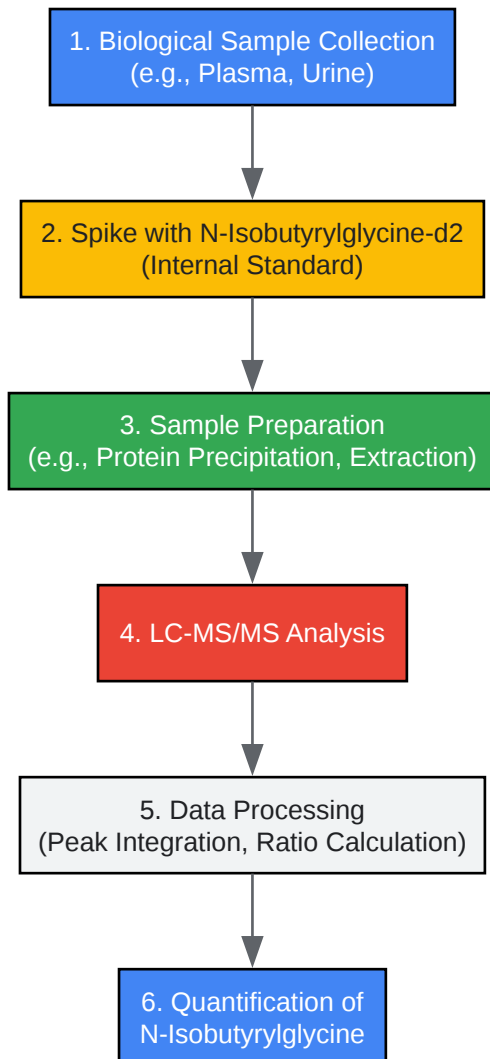 1. Biological Sample Collection
(e.g., Plasma, Urine)
2. Spike with N-Isobutyrylglycine-d2
(Internal Standard)
3. Sample Preparation
(e.g., Protein Precipitation, Extraction)
4. LC-MS/MS Analysis
5. Data Processing
(Peak Integration, Ratio Calculation)
6. Quantification of
N-Isobutyrylglycine